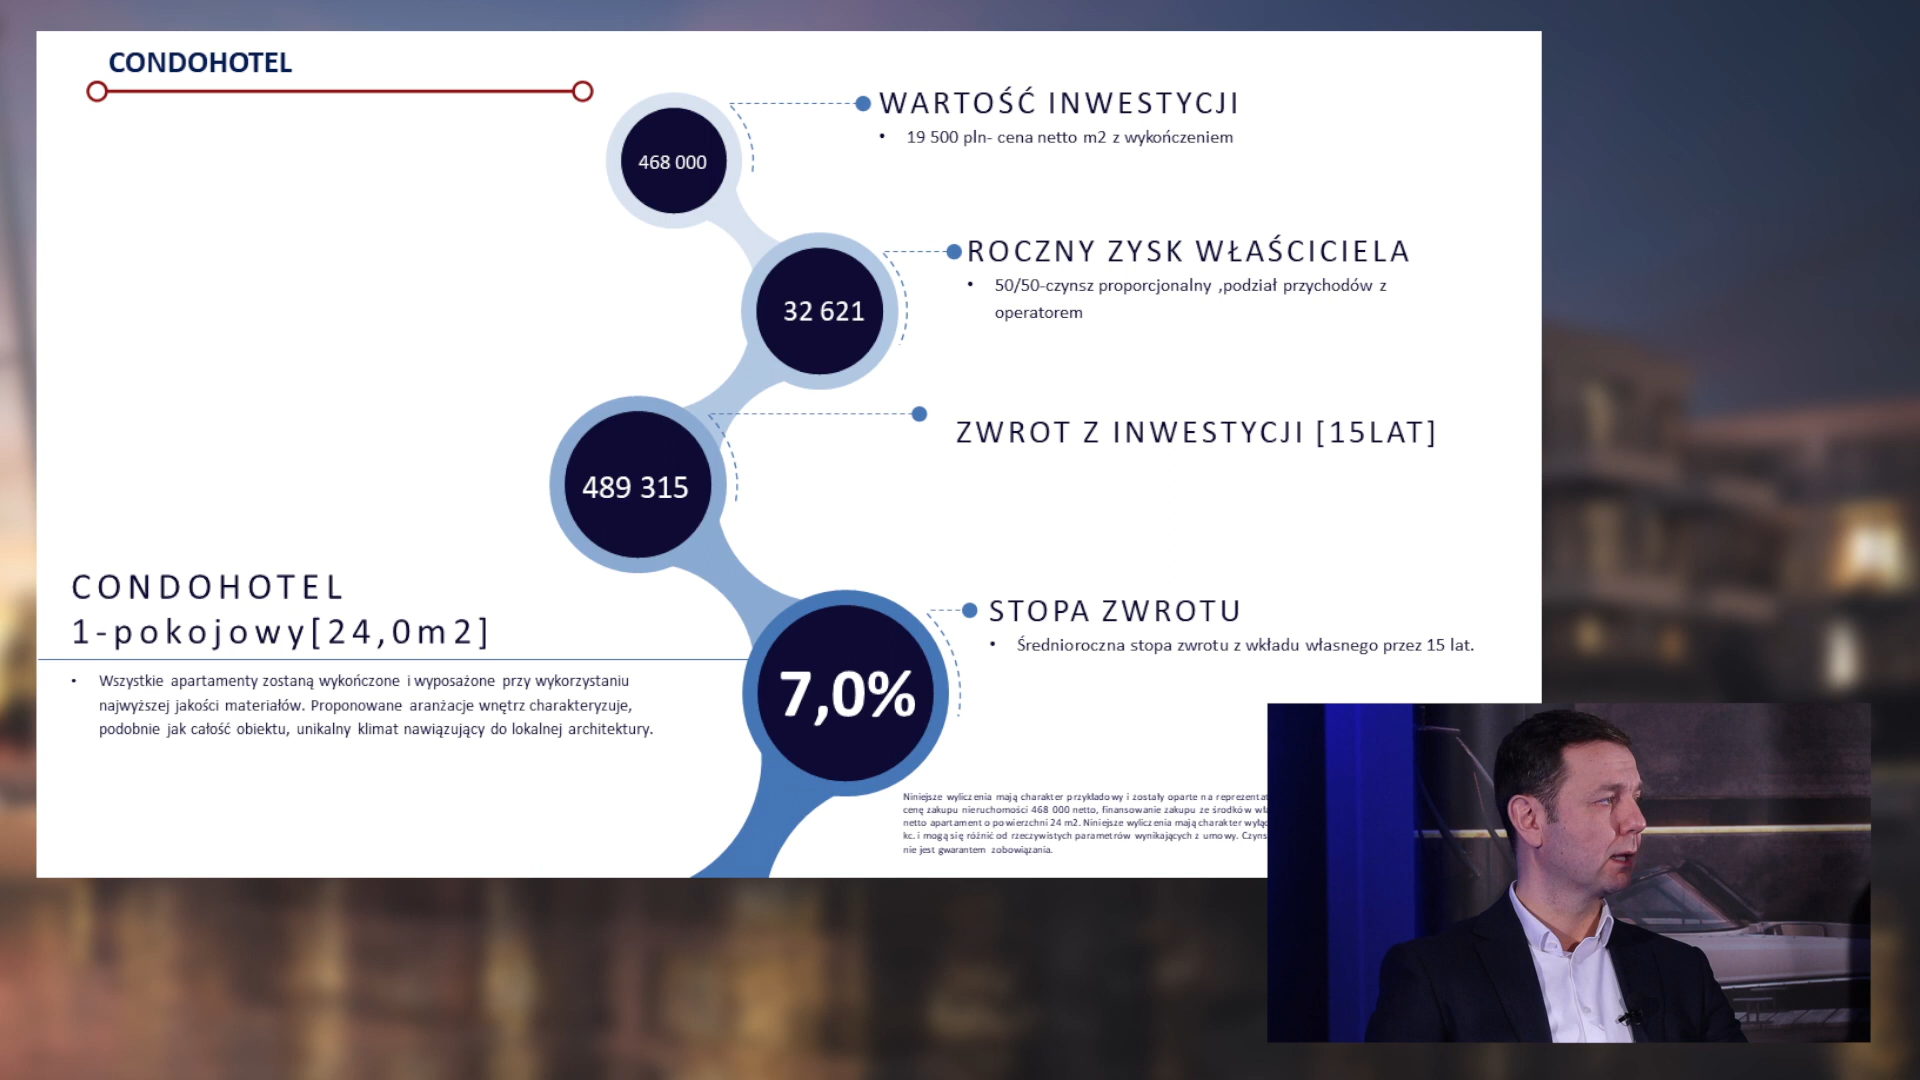 CONDOHOTEL
468 000
WARTOŚĆ INWESTYCJI
• 19 500 pln- cena netto m2 z wykończeniem
32 621
ROCZNY ZYSK WŁAŚCICIELA
• 50/50-czynsz proporcjonalny ,podział przychodów z
operatorem
489 315
ZWROT Z INWESTYCJI [15LAT]
CONDOHOTEL
1-pokojowy[24,0m2]
• Wszystkie apartamenty zostaną wykończone i wyposażone przy wykorzystaniu
najwyższej jakości materiałów. Proponowane aranżacje wnętrz charakteryzuje,
podobnie jak całość obiektu, unikalny klimat nawiązujący do lokalnej architektury.
7,0%
STOPA ZWROTU
• Średnioroczna stopa zwrotu z wkładu własnego przez 15 lat.
Niniejsze wyliczenia mają charakter przykładowy i zostały oparte na
cenę zakupu nieruchomości 468 000 netto, finansowanie zakupu ze środków
netto apartament o powierzchni 24 m2. Niniejsze wyliczenia mają charakter
kc. i mogą się różnić od rzeczywistych parametrów wynikających z umowy.
nie jest gwarantem zobowiązania.